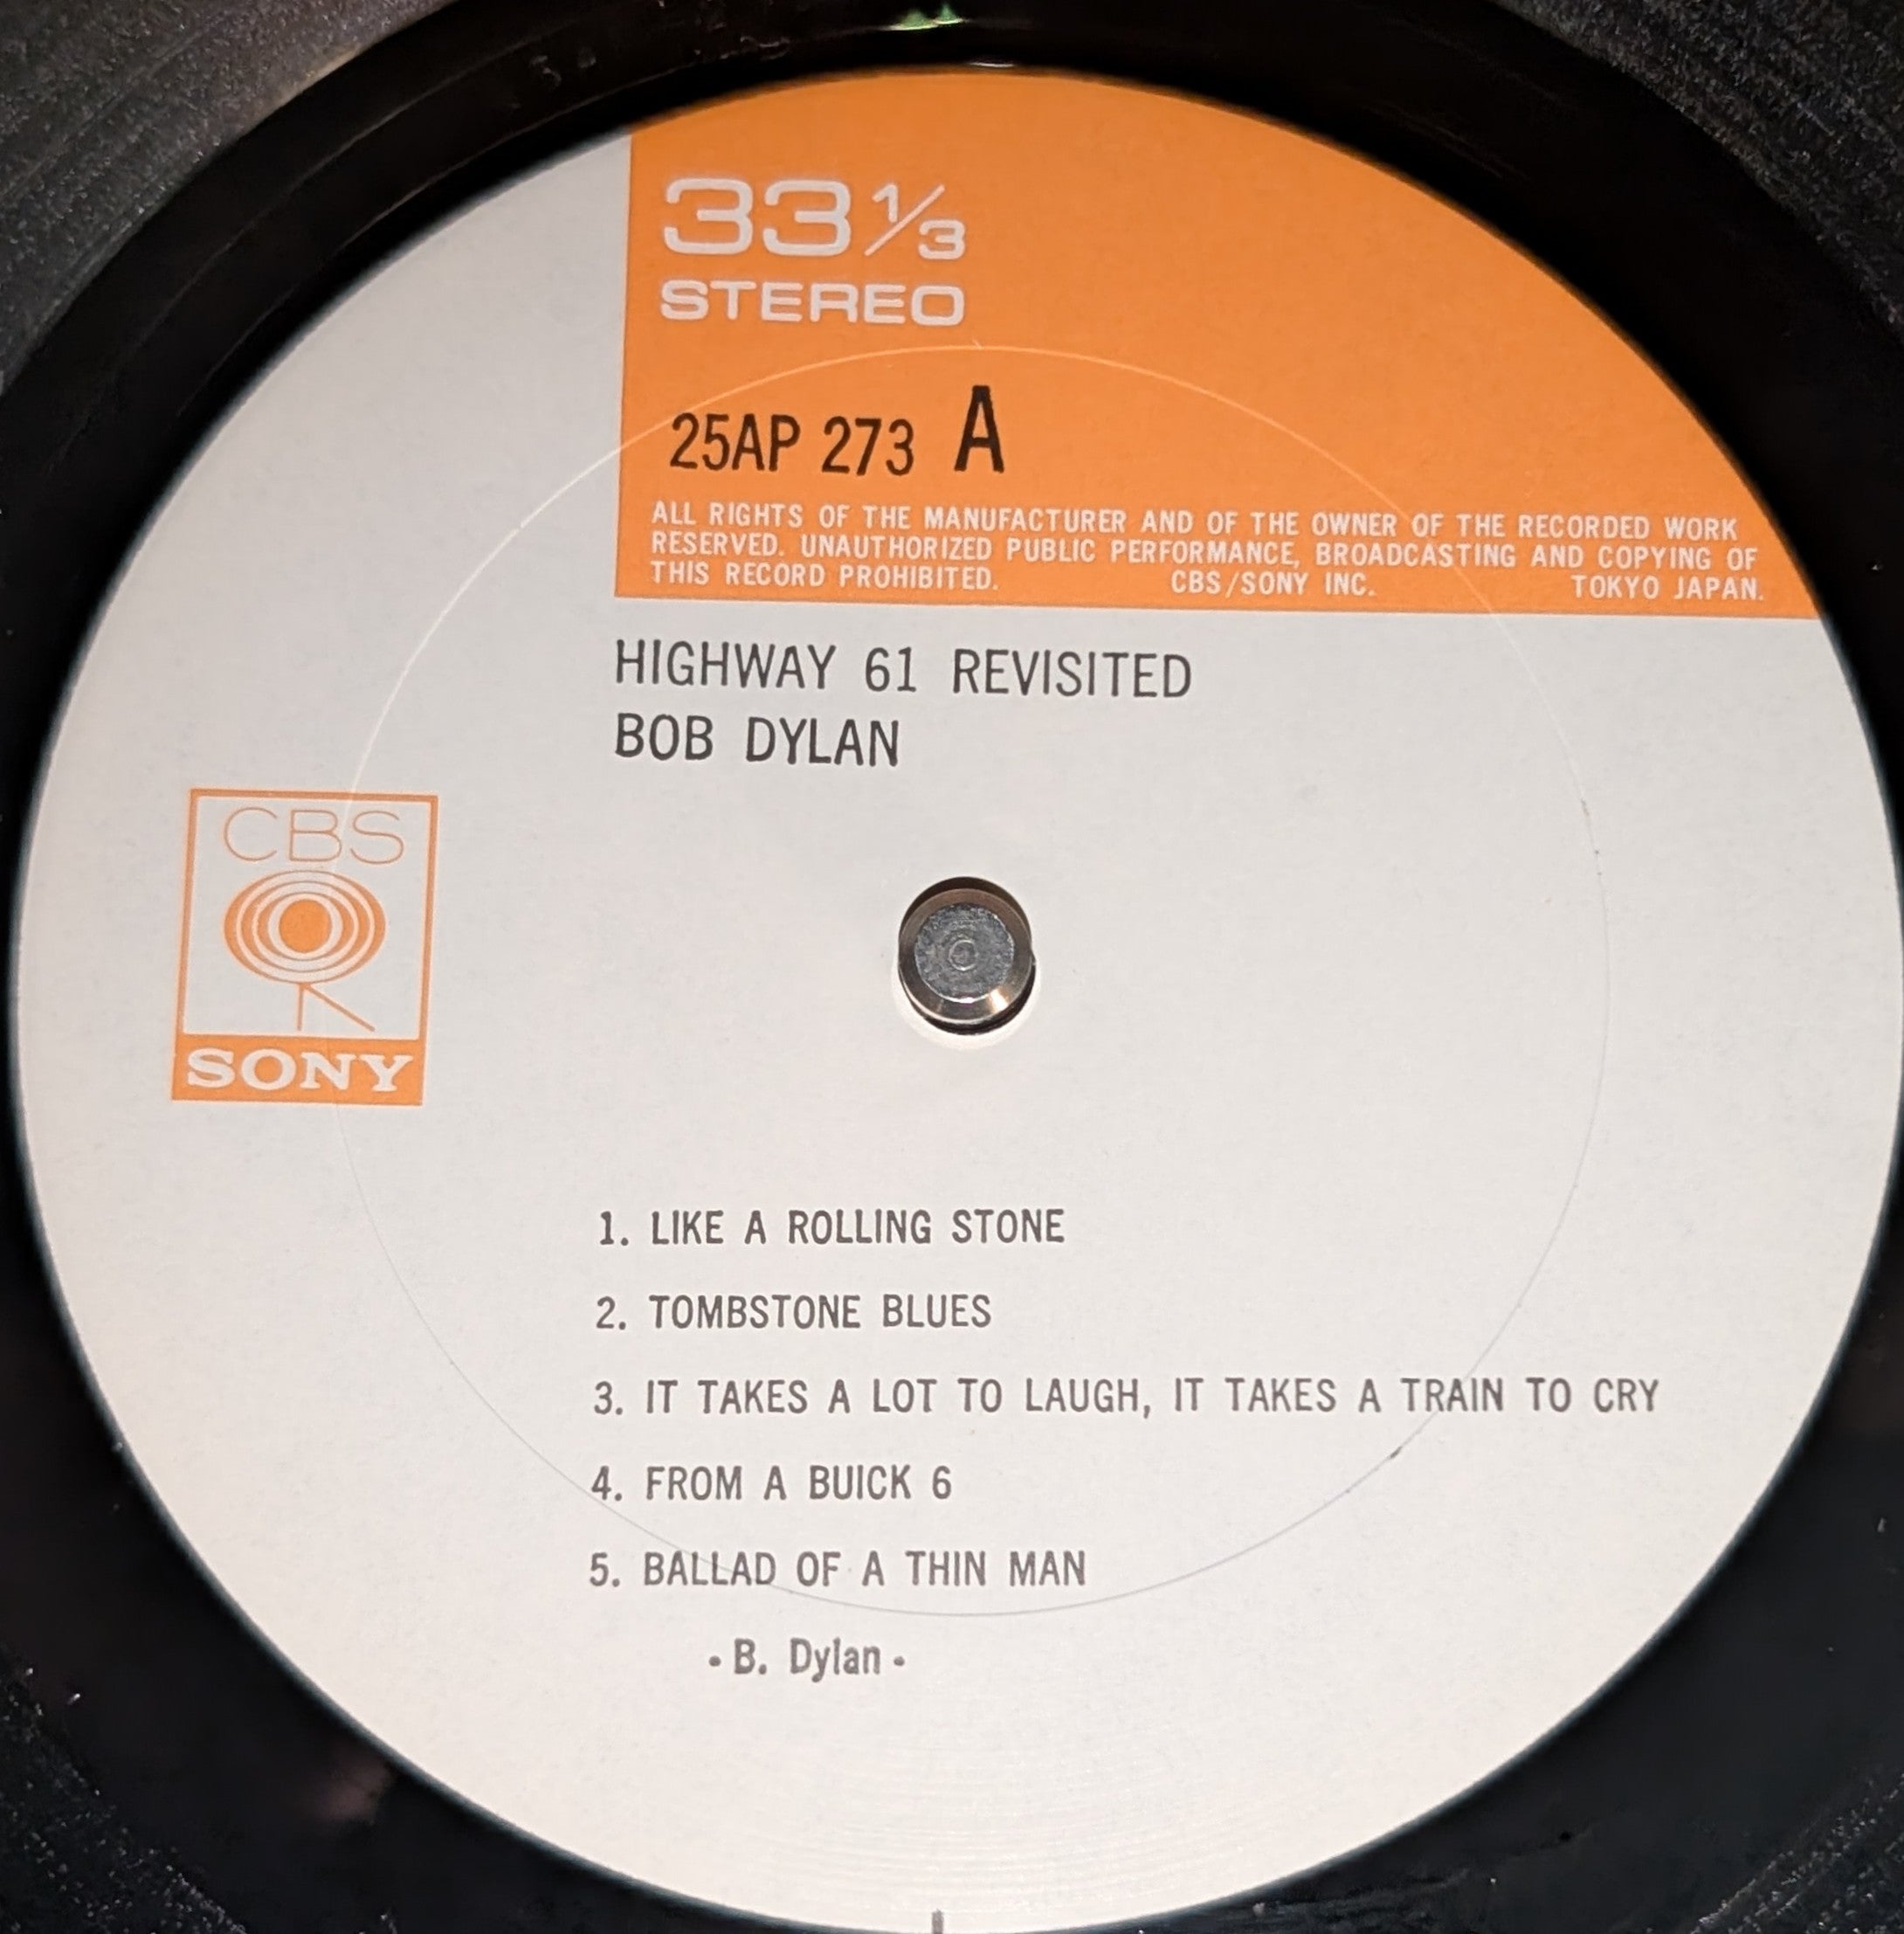 33 1/3
STEREO
25AP 273 A
ALL RIGHTS OF THE MANUFACTURER AND OF THE OWNER OF THE RECORDED WORK
RESERVED. UNAUTHORIZED PUBLIC PERFORMANCE, BROADCASTING AND COPYING OF
THIS RECORD PROHIBITED. CBS/SONY INC. TOKYO JAPAN.
HIGHWAY 61 REVISITED
BOB DYLAN
CBS
SONY
1. LIKE A ROLLING STONE
2. TOMBSTONE BLUES
3. IT TAKES A LOT TO LAUGH, IT TAKES A TRAIN TO CRY
4. FROM A BUICK 6
5. BALLAD OF A THIN MAN
• B. Dylan •